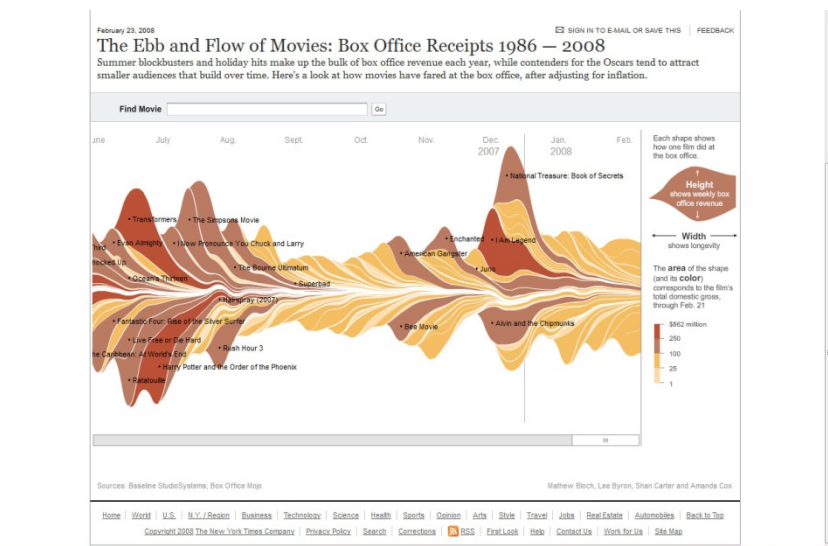 February 23, 2008
SIGN IN TO E-MAIL OR SAVE THIS
FEEDBACK
The Ebb and Flow of Movies: Box Office Receipts 1986 — 2008
Summer blockbusters and holiday hits make up the bulk of box office revenue each year, while contenders for the Oscars tend to attract
smaller audiences that build over time. Here's a look at how movies have fared at the box office, after adjusting for inflation.
Find Movie
Go
July
Aug.
Sept.
Oct.
Nov.
Dec.
2007
Jan.
2008
Feb.
Each shape shows
how one film did at
the box office.
Height
shows weekly box
office revenue
Width
shows longevity
The area of the shape
(and its color)
corresponds to the film's
total domestic gross,
through Feb. 21
$862 million
250
100
25
1
National Treasure: Book of Secrets
Transformers
The Simpsons Movie
Evan Almighty
I Now Pronounce You Chuck and Larry
Enchanted
I Am Legend
American Gangster
The Bourne Ultimatum
Juno
Ocean's Thirteen
Superbad
Hairspray (2007)
Fantastic Four: Rise of the Silver Surfer
Bee Movie
Alvin and the Chipmunks
Live Free or Die Hard
Rush Hour 3
he Caribbean: At World's End
Harry Potter and the Order of the Phoenix
Ratatouille
Sources: Baseline StudioSystems; Box Office Mojo
Mathew Bloch, Lee Byron, Shan Carter and Amanda Cox
Home | World | U.S. | N.Y. / Region | Business | Technology | Science | Health | Sports | Opinion | Arts | Style | Travel | Jobs | Real Estate | Automobiles | Back to Top
Copyright 2008 The New York Times Company | Privacy Policy | Search | Corrections | RSS | First Look | Help | Contact Us | Work for Us | Site Map